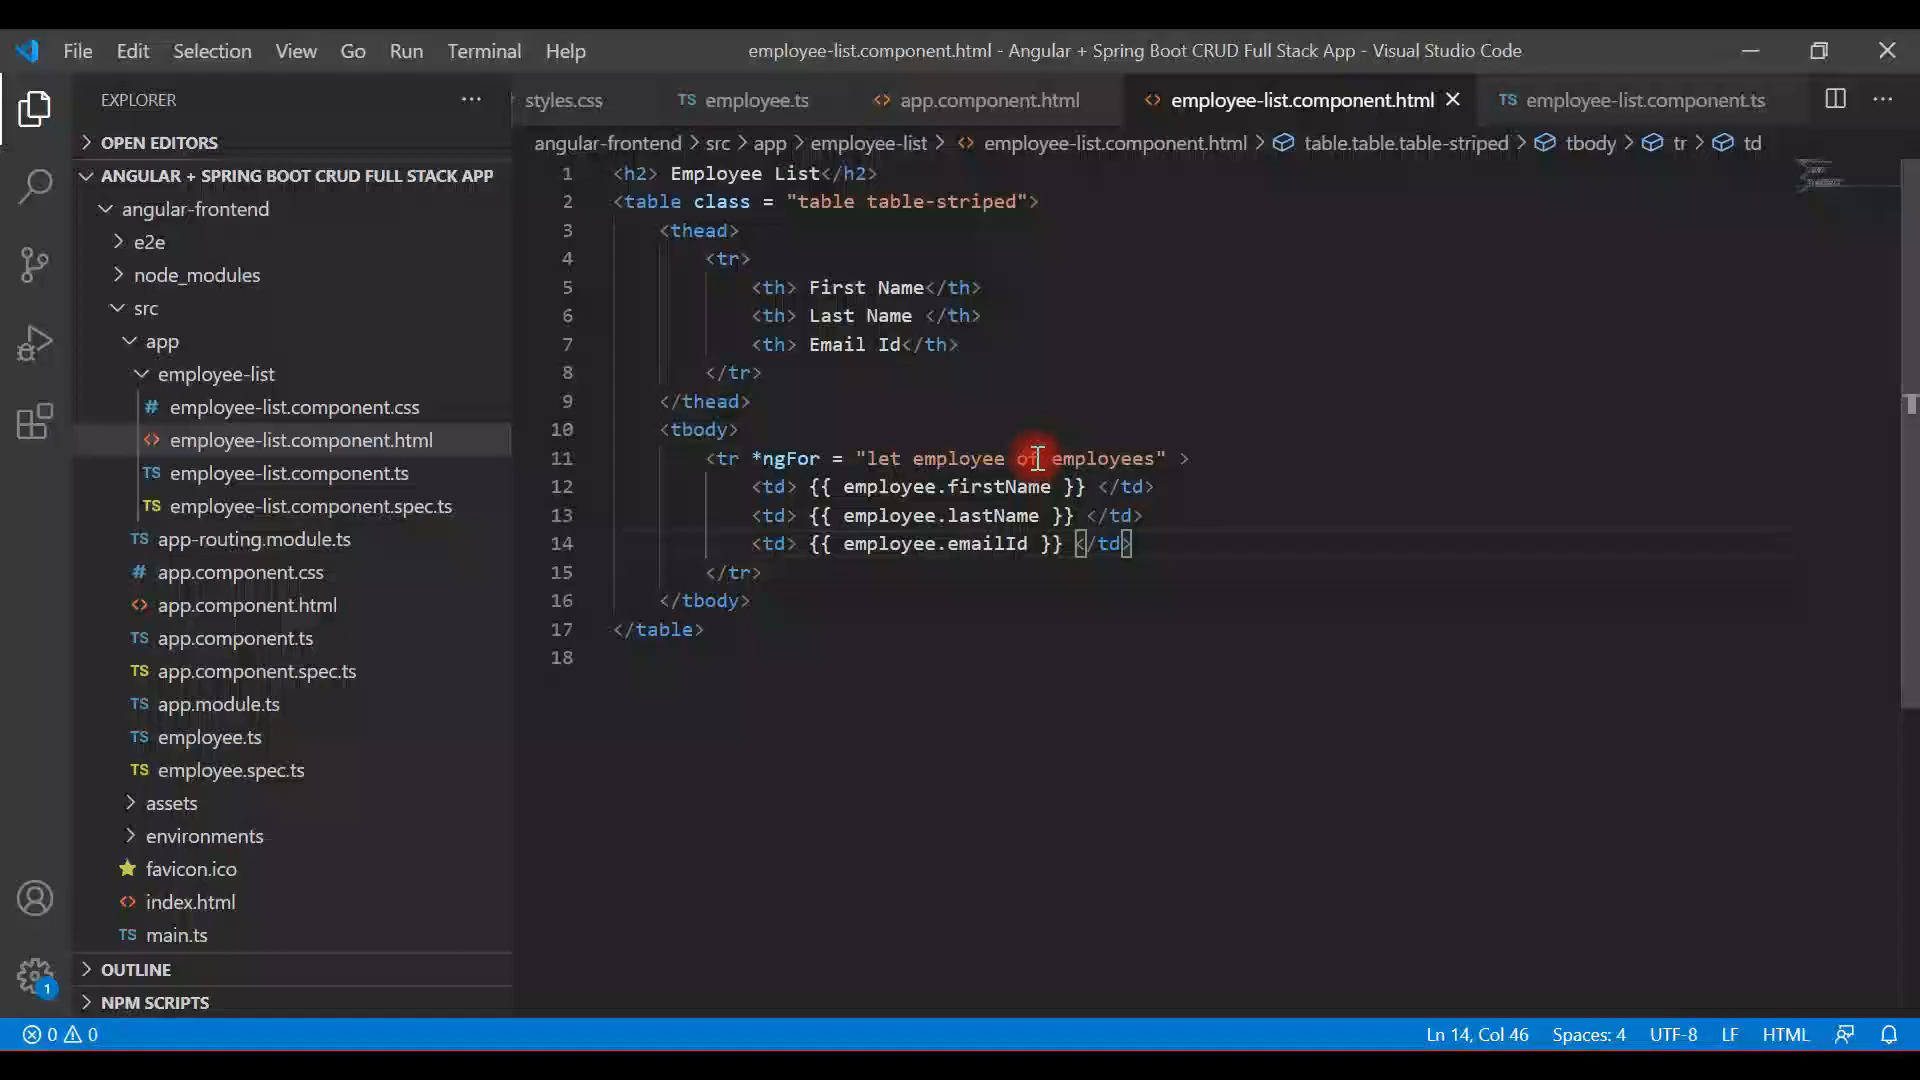 File Edit Selection View Go Run Terminal Help employee-list.component.html - Angular + Spring Boot CRUD Full Stack App - Visual Studio Code
EXPLORER
OPEN EDITORS
ANGULAR + SPRING BOOT CRUD FULL STACK APP
angular-frontend
e2e
node_modules
src
app
employee-list
# employee-list.component.css
<> employee-list.component.html
TS employee-list.component.ts
TS employee-list.component.spec.ts
TS app-routing.module.ts
# app.component.css
<> app.component.html
TS app.component.ts
TS app.component.spec.ts
TS app.module.ts
TS employee.ts
TS employee.spec.ts
assets
environments
favicon.ico
<> index.html
TS main.ts
OUTLINE
NPM SCRIPTS
styles.css TS employee.ts <> app.component.html <> employee-list.component.html TS employee-list.component.ts
angular-frontend > src > app > employee-list > <> employee-list.component.html > table.table.table-striped > tbody > tr > td
1 <h2> Employee List</h2>
2 <table class = "table table-striped">
3 <thead>
4 <tr>
5 <th> First Name</th>
6 <th> Last Name </th>
7 <th> Email Id</th>
8 </tr>
9 </thead>
10 <tbody>
11 <tr *ngFor = "let employee of employees" >
12 <td> {{ employee.firstName }} </td>
13 <td> {{ employee.lastName }} </td>
14 <td> {{ employee.emailId }} </td>
15 </tr>
16 </tbody>
17 </table>
18
1
0 0 Ln 14, Col 46 Spaces: 4 UTF-8 LF HTML